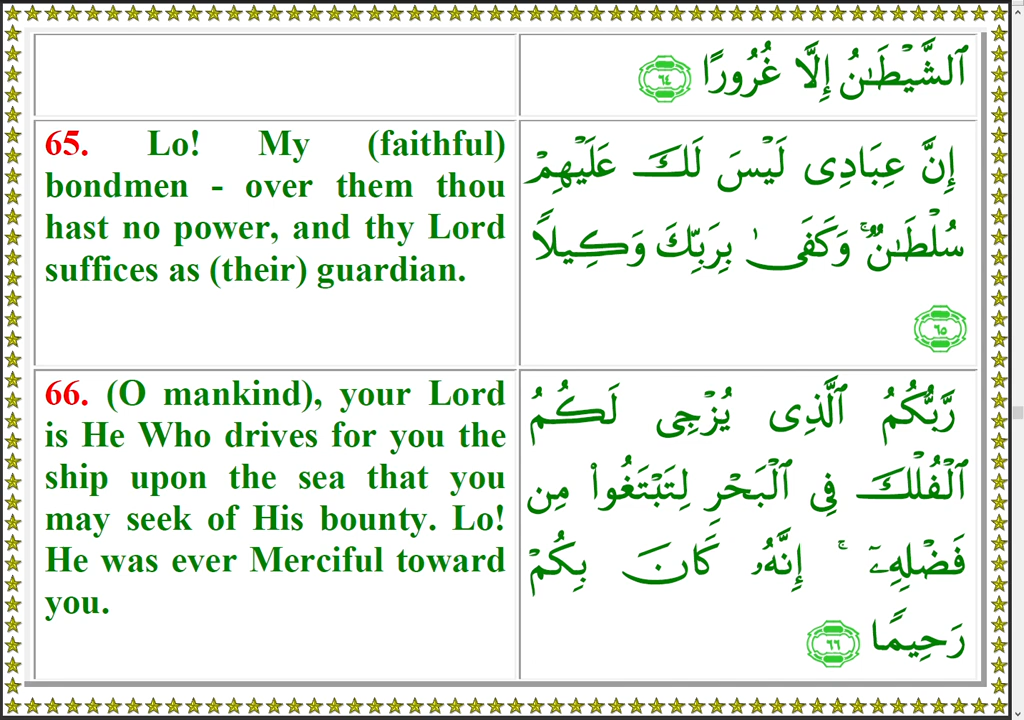 ٱلشَّيْطَـٰنُ إِلَّا غُرُورًا ٦٤
65. Lo! My (faithful)
bondmen - over them thou
hast no power, and thy Lord
suffices as (their) guardian.
إِنَّ عِبَادِى لَيْسَ لَكَ عَلَيْهِمْ
سُلْطَـٰنٌ ۚ وَكَفَىٰ بِرَبِّكَ وَكِيلًا
٦٥
66. (O mankind), your Lord
is He Who drives for you the
ship upon the sea that you
may seek of His bounty. Lo!
He was ever Merciful toward
you.
رَّبُّكُمُ ٱلَّذِى يُزْجِى لَكُمُ
ٱلْفُلْكَ فِى ٱلْبَحْرِ لِتَبْتَغُوا۟ مِن
فَضْلِهِۦٓ ۚ إِنَّهُۥ كَانَ بِكُمْ
رَحِيمًا ٦٦